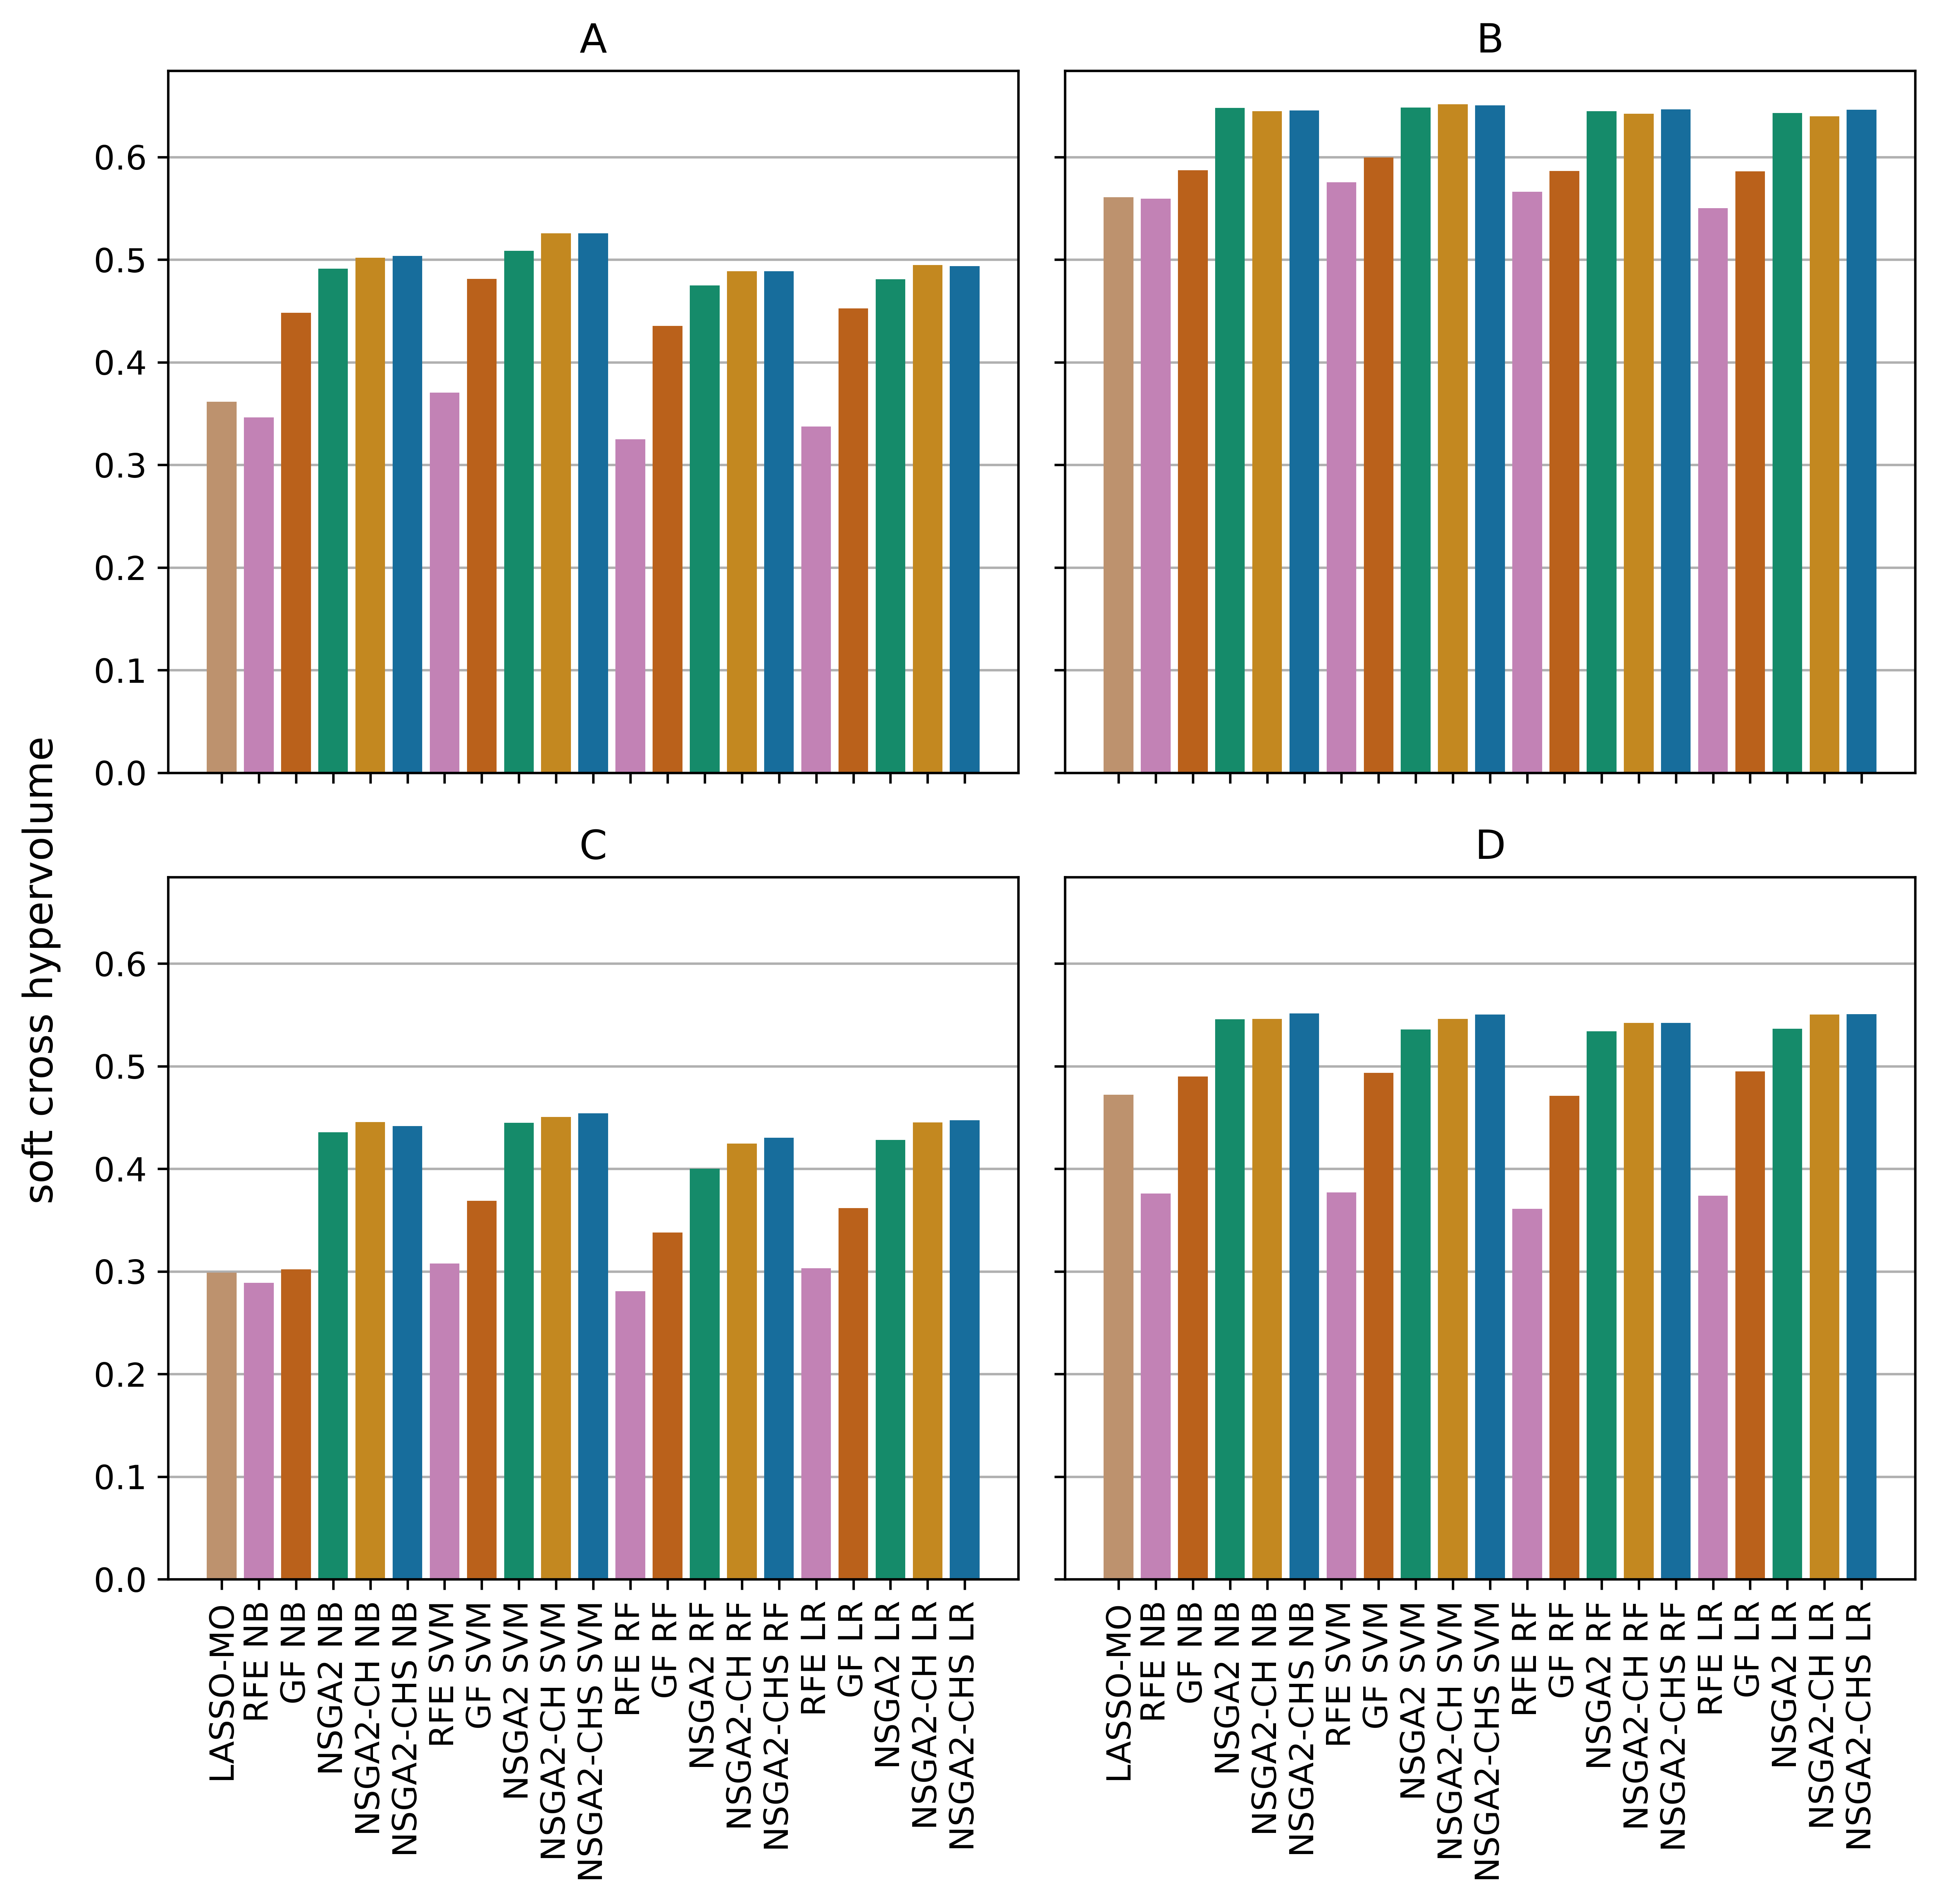 A
B
0.6
0.5
0.4
0.3
0.2
0.1
0.0
soft cross hypervolume
C
D
0.6
0.5
0.4
0.3
0.2
0.1
0.0
LASSO-MO
RFE NB
GF NB
NSGA2 NB
NSGA2-CH NB
NSGA2-CHS NB
RFE SVM
GF SVM
NSGA2 SVM
NSGA2-CH SVM
NSGA2-CHS SVM
RFE RF
GF RF
NSGA2 RF
NSGA2-CH RF
NSGA2-CHS RF
RFE LR
GF LR
NSGA2 LR
NSGA2-CH LR
NSGA2-CHS LR
LASSO-MO
RFE NB
GF NB
NSGA2 NB
NSGA2-CH NB
NSGA2-CHS NB
RFE SVM
GF SVM
NSGA2 SVM
NSGA2-CH SVM
NSGA2-CHS SVM
RFE RF
GF RF
NSGA2 RF
NSGA2-CH RF
NSGA2-CHS RF
RFE LR
GF LR
NSGA2 LR
NSGA2-CH LR
NSGA2-CHS LR